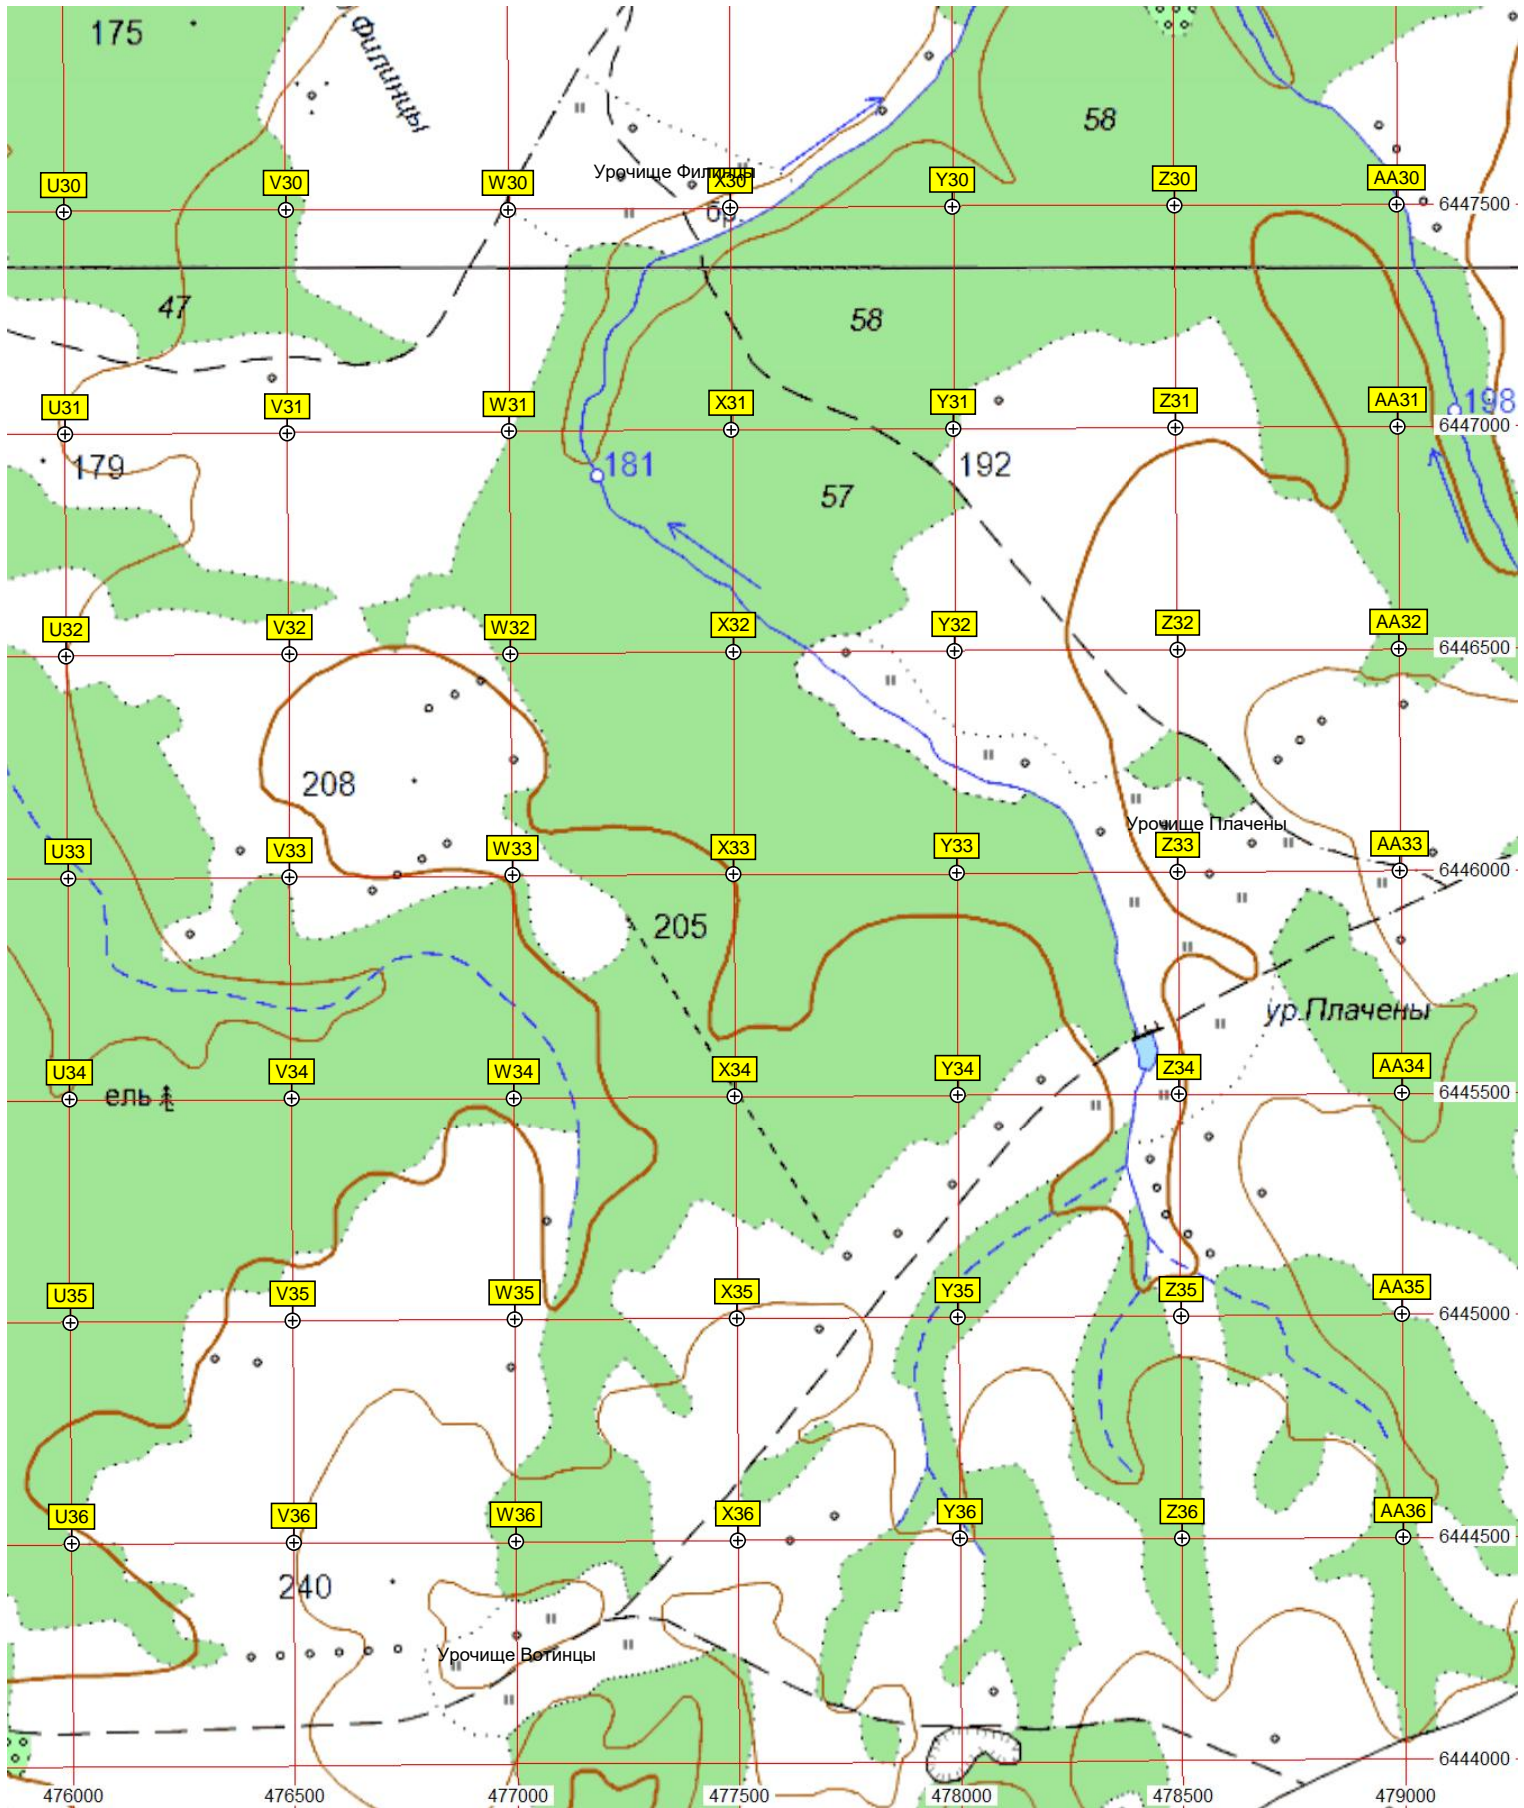 175
Филинцы
58
Урочище Филинцы
U30 V30 W30 X30 Y30 Z30 AA30
бр.
6447500
47
58
U31 V31 W31 X31 Y31 Z31 AA31
198
6447000
179
181
192
57
U32 V32 W32 X32 Y32 Z32 AA32
6446500
208
Урочище Плачены
U33 V33 W33 X33 Y33 Z33 AA33
6446000
205
ур.Плачены
U34 V34 W34 X34 Y34 Z34 AA34
ель
6445500
U35 V35 W35 X35 Y35 Z35 AA35
6445000
U36 V36 W36 X36 Y36 Z36 AA36
6444500
240
Урочище Вотинцы
6444000
476000 476500 477000 477500 478000 478500 479000